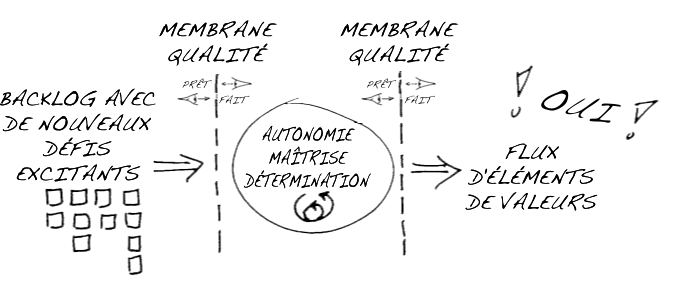 MEMBRANE
QUALITÉ
MEMBRANE
QUALITÉ
PRÊT
FAIT
PRÊT
FAIT
BACKLOG AVEC
DE NOUVEAUX
DÉFIS
EXCITANTS
AUTONOMIE
MAÎTRISE
DÉTERMINATION
! OUI !
FLUX
D'ÉLÉMENTS
DE VALEURS